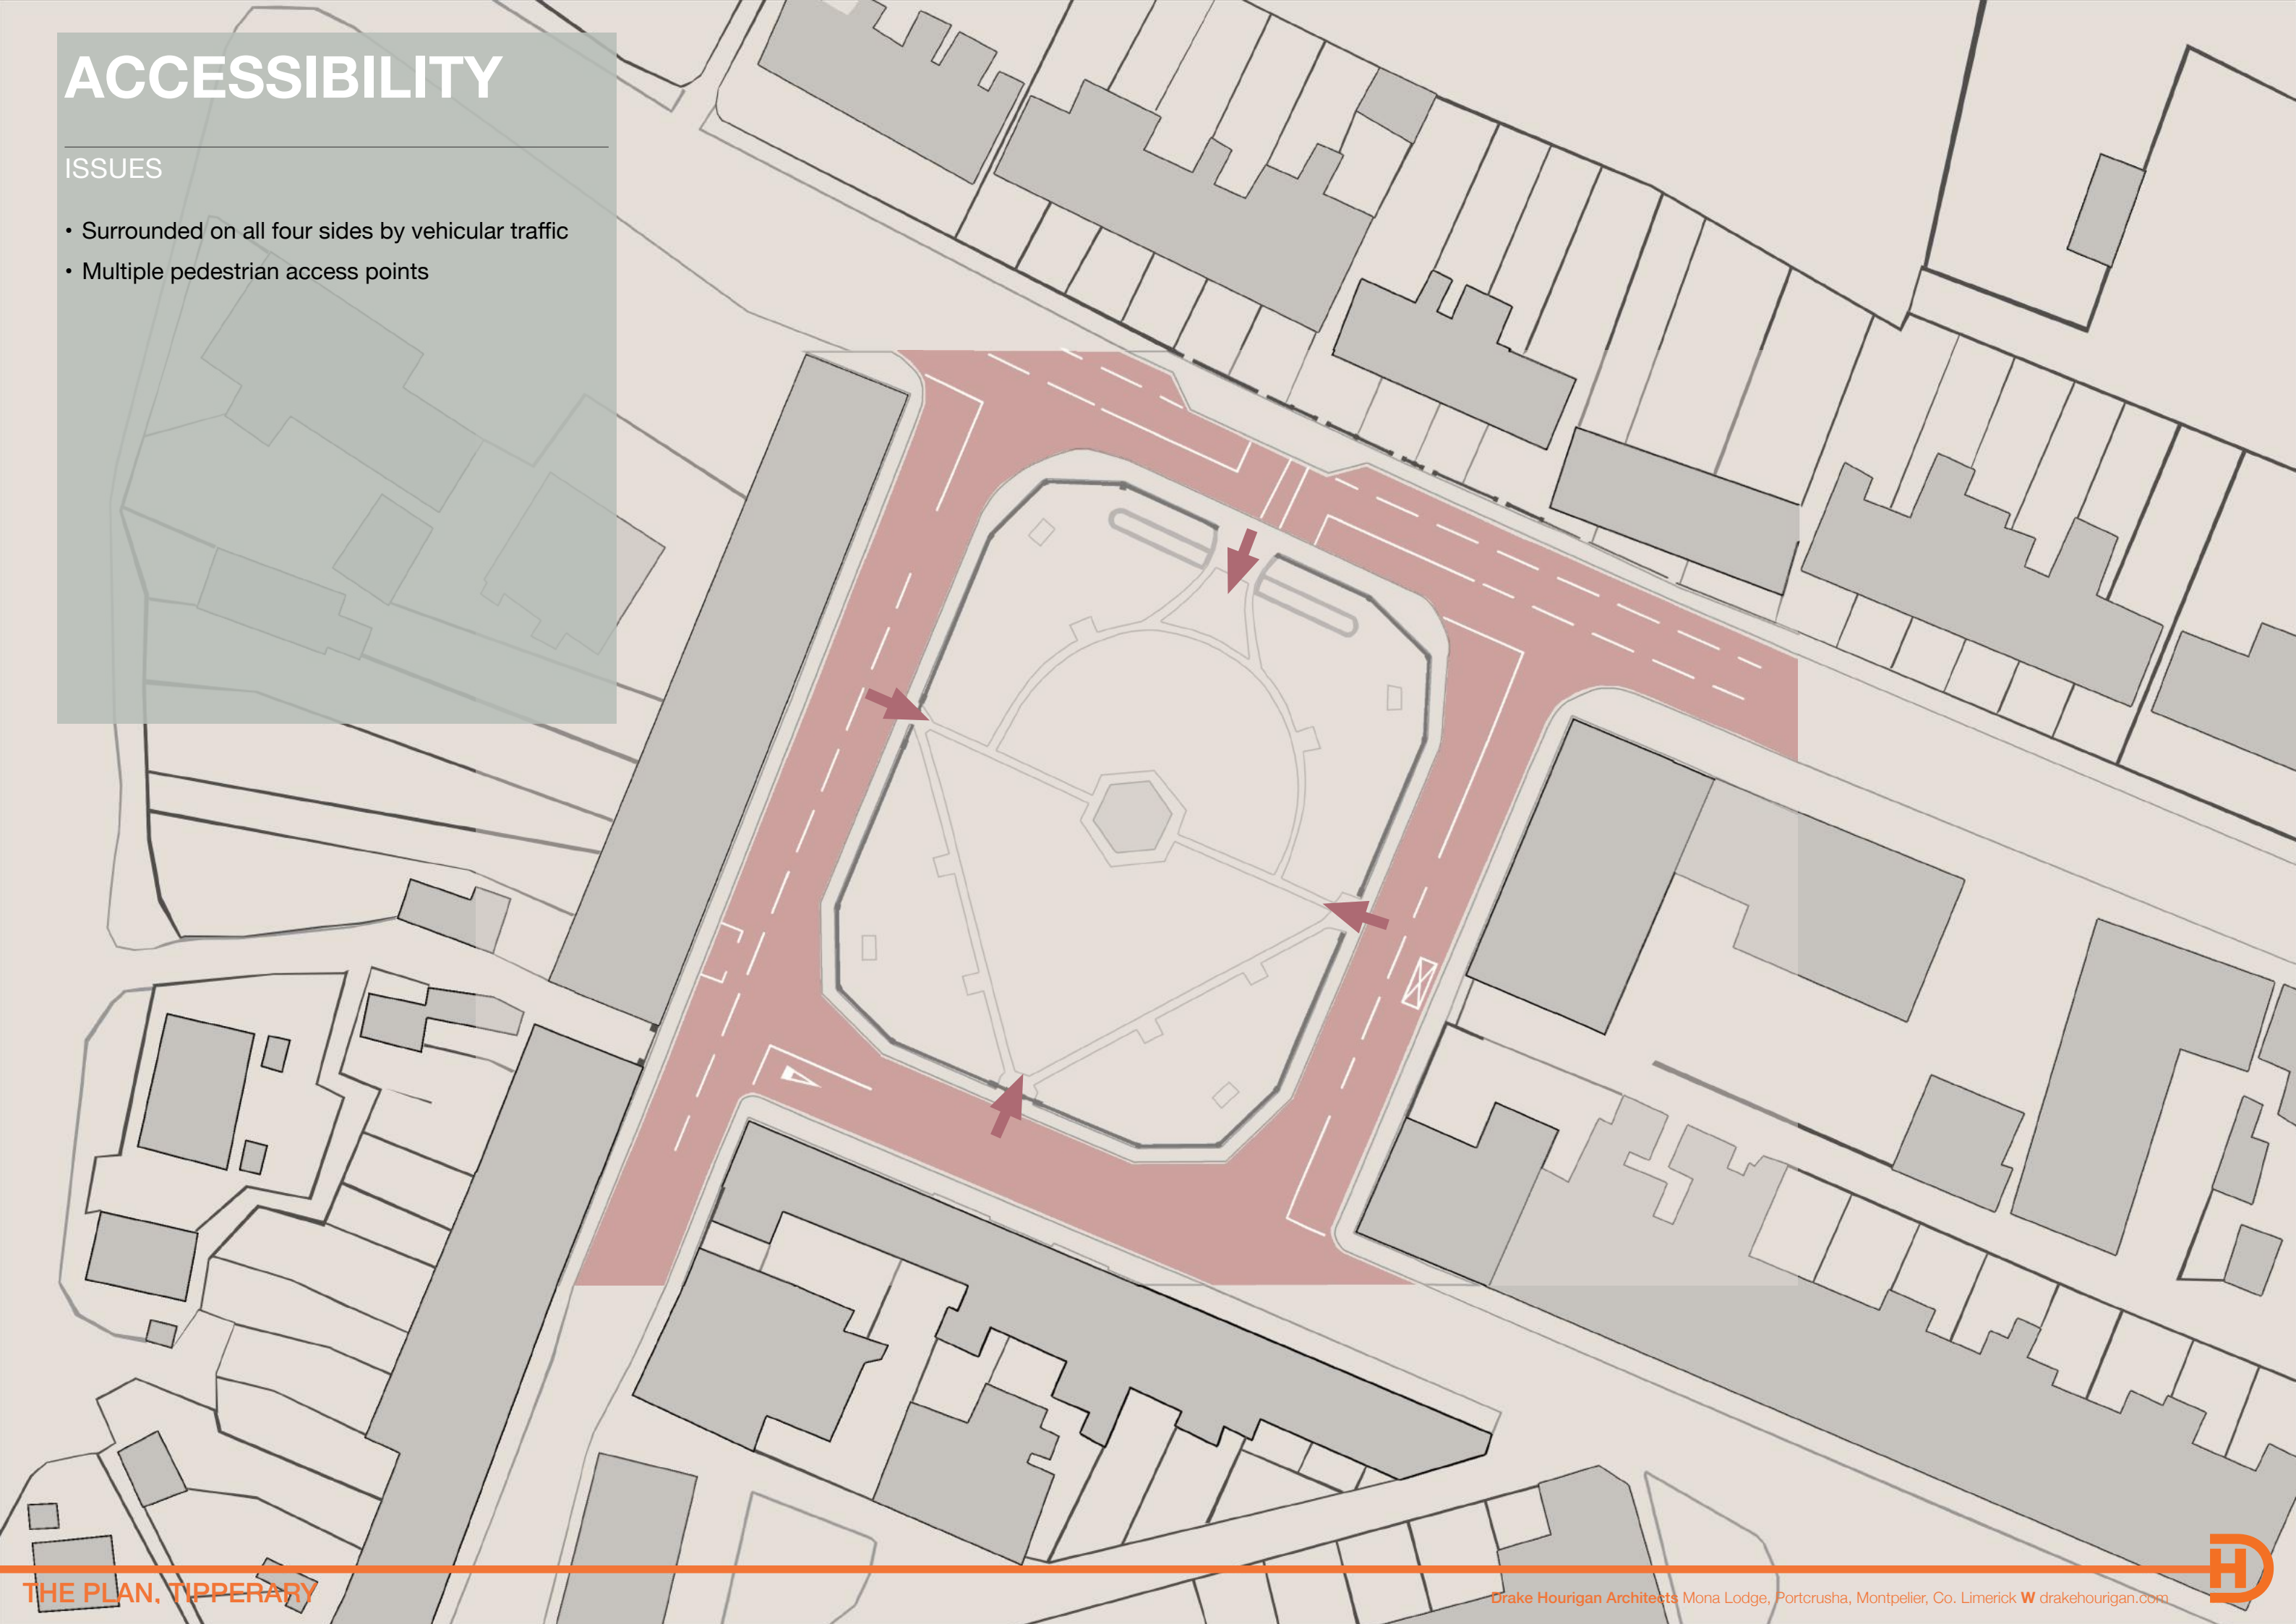 ACCESSIBILITY
ISSUES
• Surrounded on all four sides by vehicular traffic
• Multiple pedestrian access points
THE PLAN, TIPPERARY
Drake Hourigan Architects Mona Lodge, Portcrusha, Montpelier, Co. Limerick W drakehourigan.com